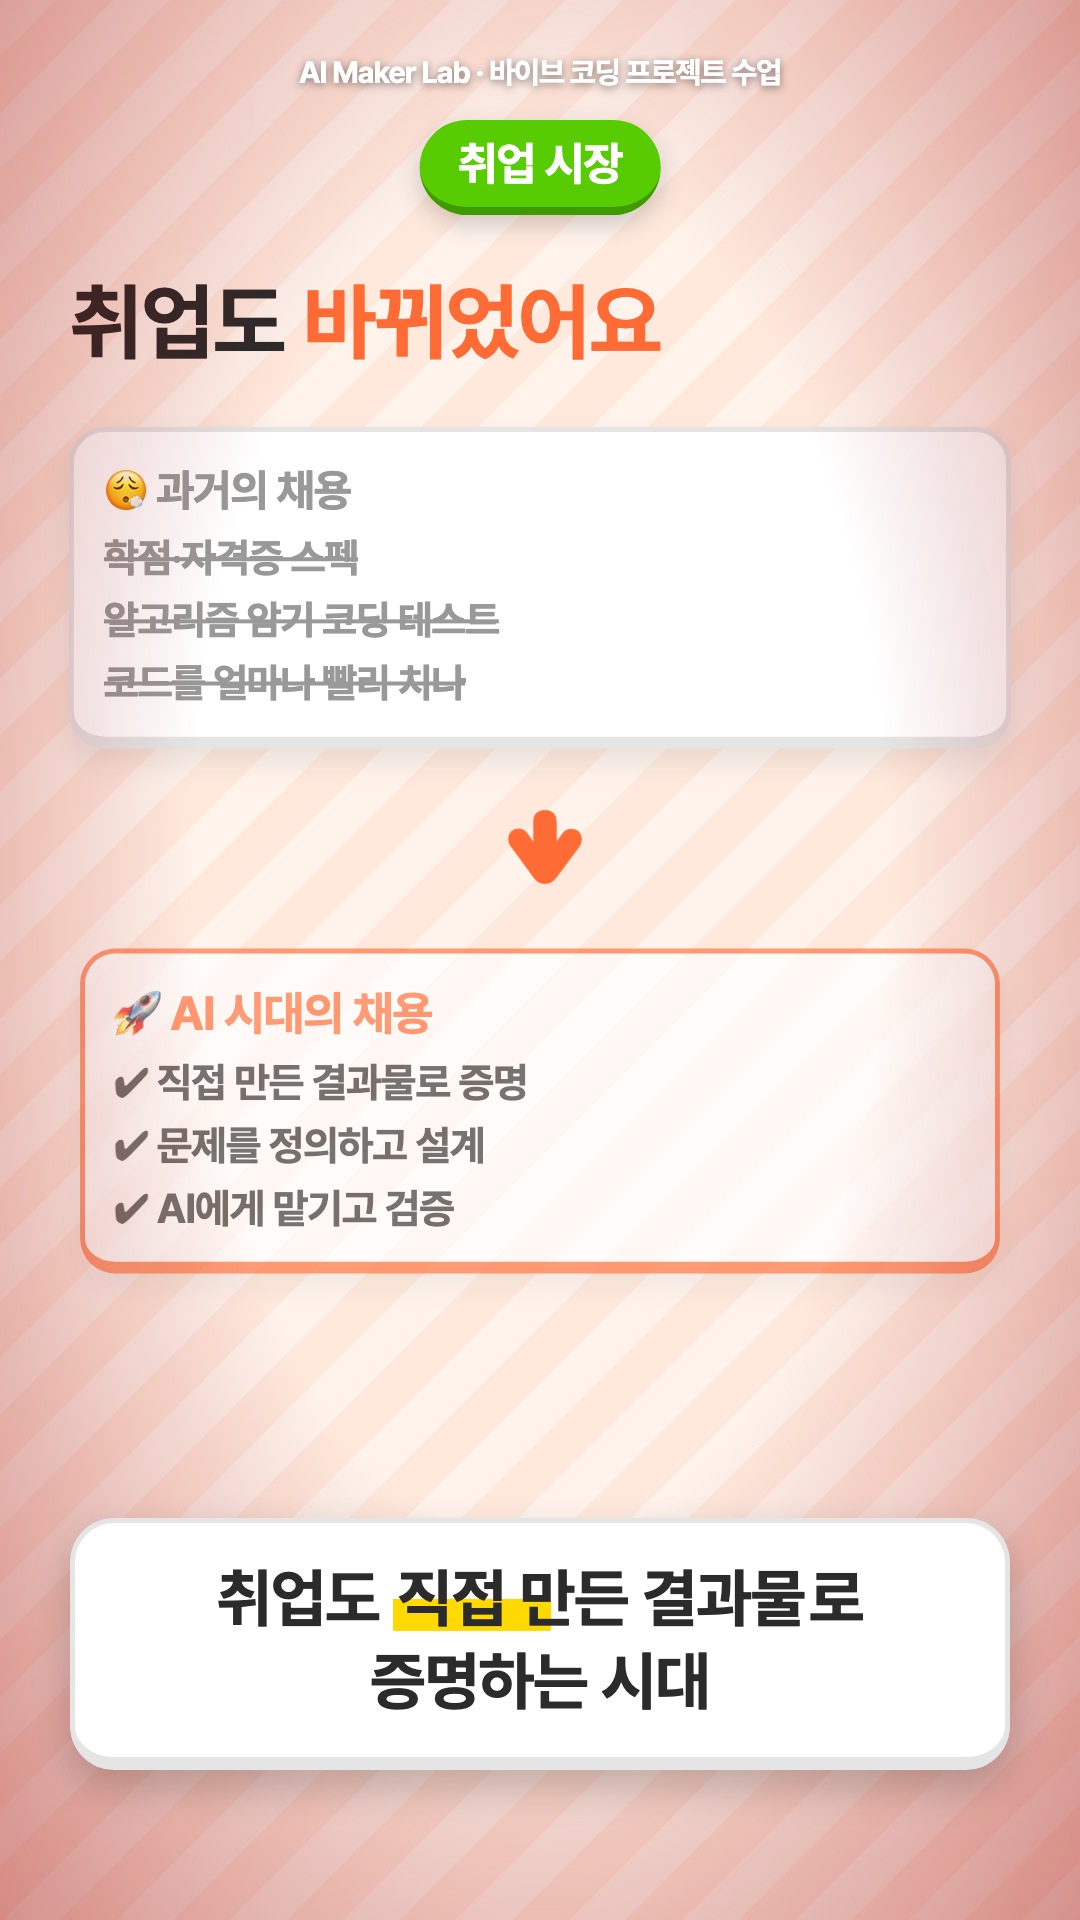 AI Maker Lab · 바이브 코딩 프로젝트 수업
취업 시장
취업도 바뀌었어요
😮‍💨 과거의 채용
학점·자격증 스펙
알고리즘 암기 코딩 테스트
코드를 얼마나 빨리 치나
🚀 AI 시대의 채용
✔ 직접 만든 결과물로 증명
✔ 문제를 정의하고 설계
✔ AI에게 맡기고 검증
취업도 직접 만든 결과물로
증명하는 시대